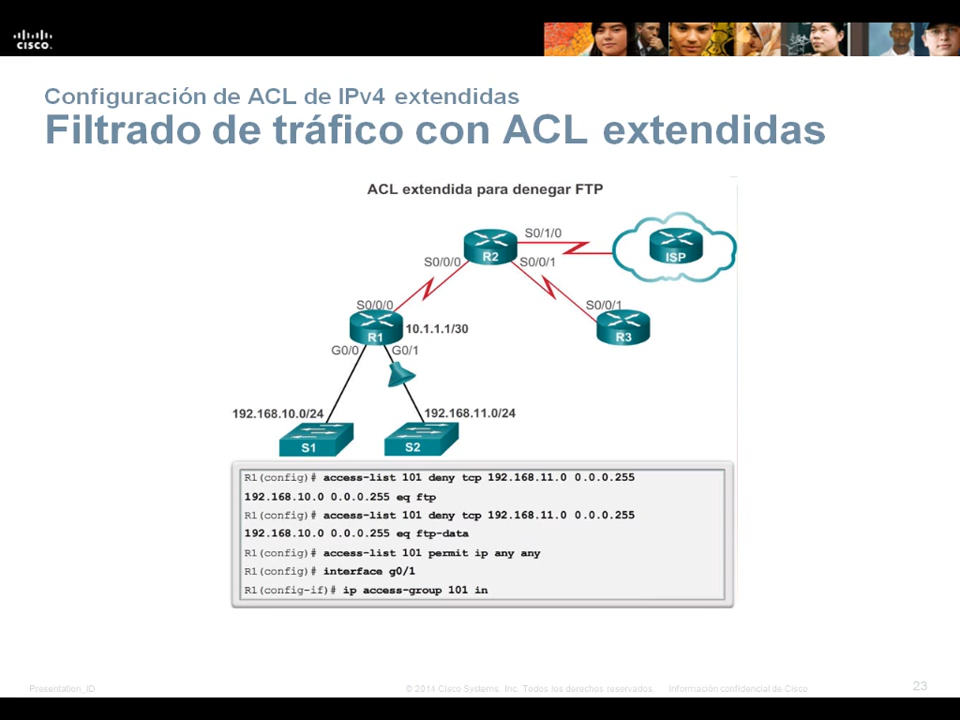 CISCO.
Configuración de ACL de IPv4 extendidas
Filtrado de tráfico con ACL extendidas
ACL extendida para denegar FTP
S0/1/0
R2
ISP
S0/0/0
S0/0/1
S0/0/0
S0/0/1
R1
10.1.1.1/30
R3
G0/0
G0/1
192.168.10.0/24
192.168.11.0/24
S1
S2
R1(config)# access-list 101 deny tcp 192.168.11.0 0.0.0.255
192.168.10.0 0.0.0.255 eq ftp
R1(config)# access-list 101 deny tcp 192.168.11.0 0.0.0.255
192.168.10.0 0.0.0.255 eq ftp-data
R1(config)# access-list 101 permit ip any any
R1(config)# interface g0/1
R1(config-if)# ip access-group 101 in
Presentation_ID
© 2014 Cisco Systems, Inc. Todos los derechos reservados.
Información confidencial de Cisco
23